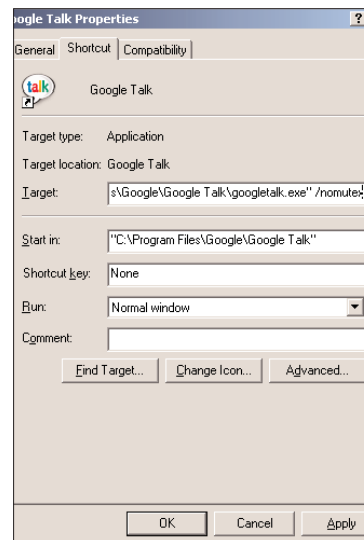 oogle Talk Properties ?
General Shortcut Compatibility
talk Google Talk
Target type: Application
Target location: Google Talk
Target: s\Google\Google Talk\googletalk.exe" /nomutex
Start in: "C:\Program Files\Google\Google Talk"
Shortcut key: None
Run: Normal window
Comment:
Find Target... Change Icon... Advanced...
OK Cancel Apply